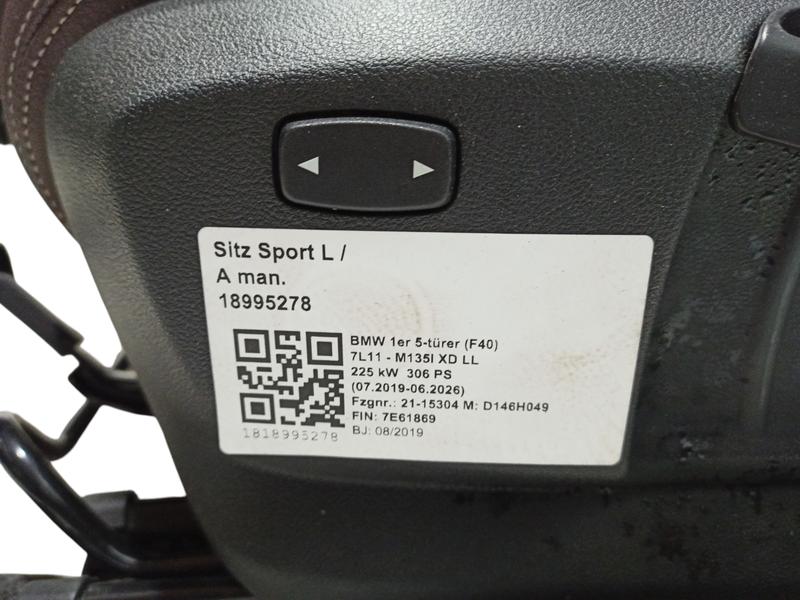 Sitz Sport L /
A man.
18995278
BMW 1er 5-türer (F40)
7L11 - M135I XD LL
225 kW 306 PS
(07.2019-06.2026)
Fzgnr.: 21-15304 M: D146H049
FIN: 7E61869
BJ: 08/2019
1818995278